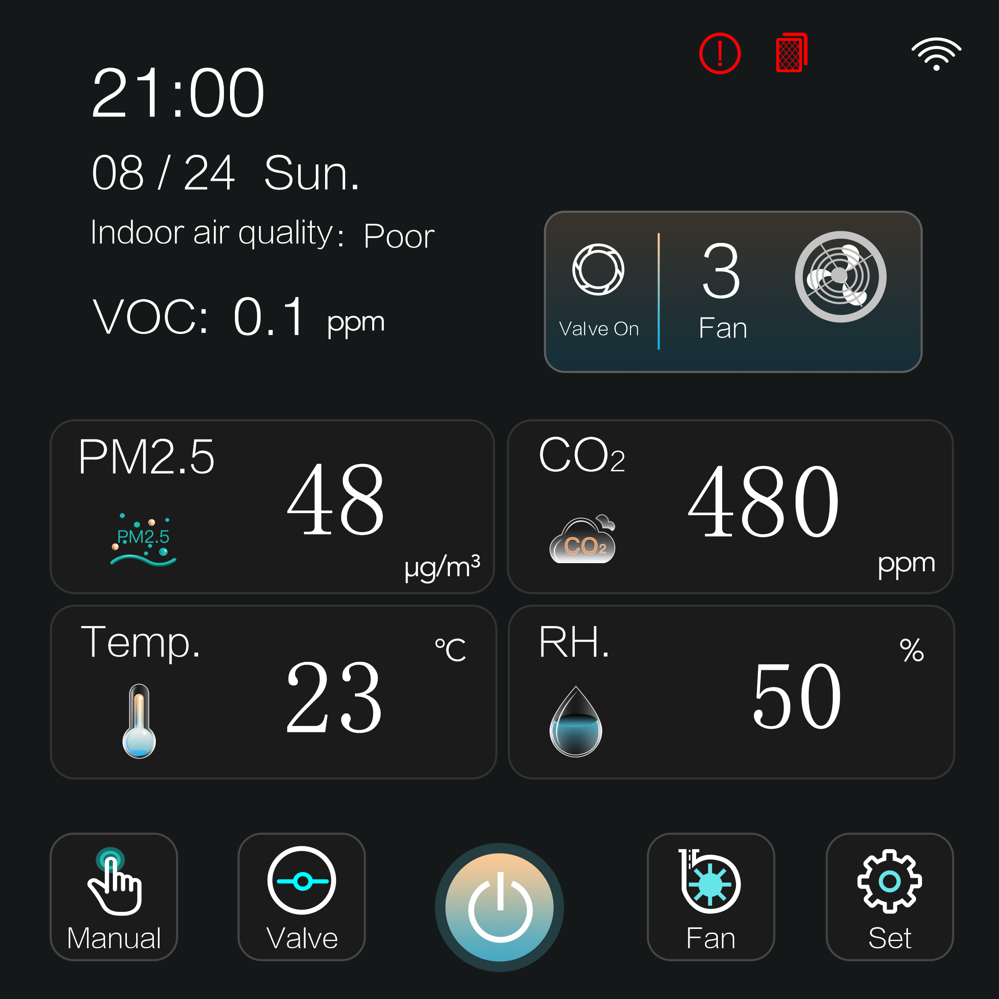 21:00
08 / 24 Sun.
Indoor air quality: Poor
VOC: 0.1 ppm
3
Valve On
Fan
PM2.5
48
PM2.5
µg/m³
CO₂
480
CO₂
ppm
Temp.
°C
23
RH.
%
50
Manual
Valve
Fan
Set